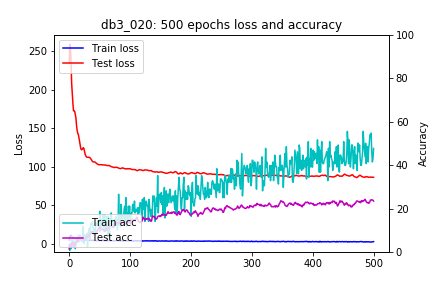 db3_020: 500 epochs loss and accuracy
Train loss
Test loss
Train acc
Test acc
Loss
250
200
150
100
50
0
Accuracy
100
80
60
40
20
0
0
100
200
300
400
500